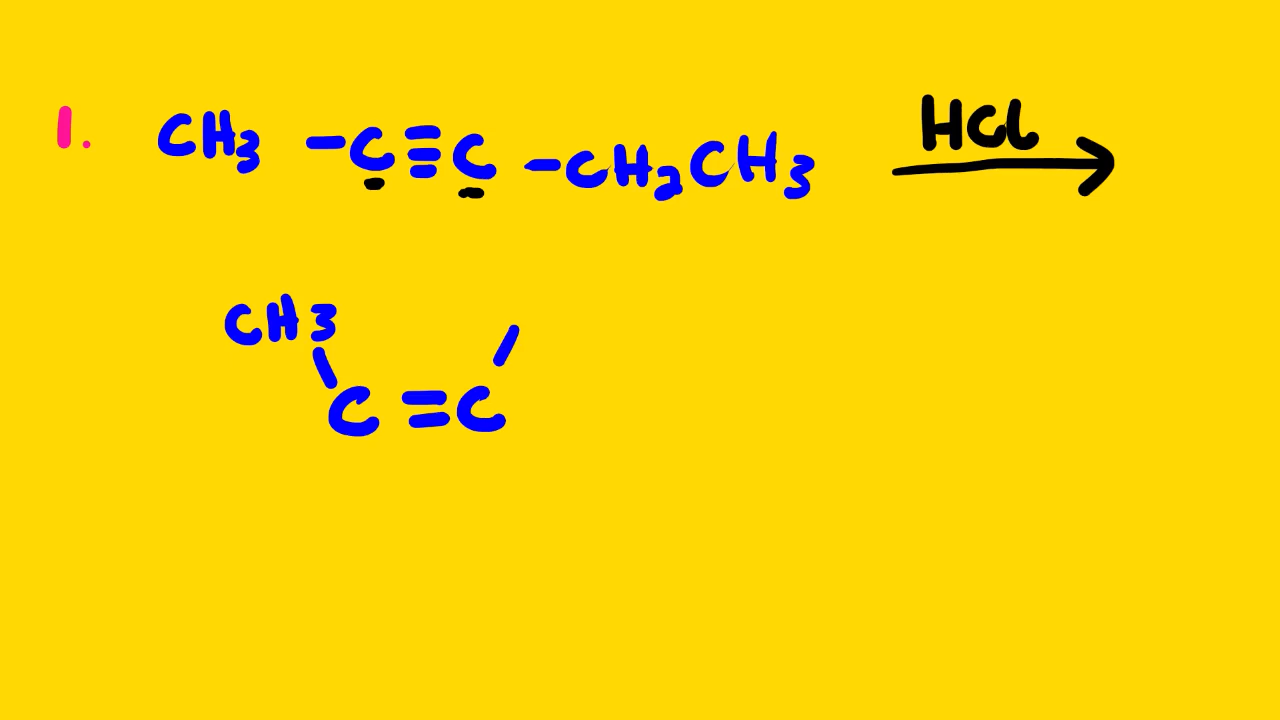 1. CH₃ – C ≡ C – CH₂CH₃ HCl →
CH3
C = C